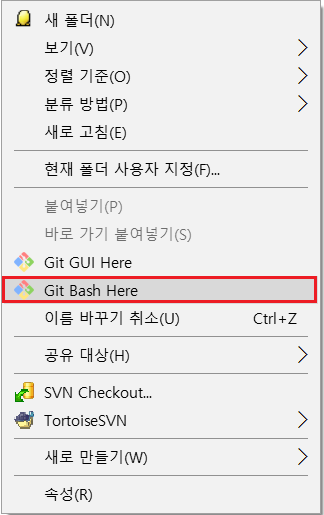 새 폴더(N)
보기(V)
정렬 기준(O)
분류 방법(P)
새로 고침(E)
현재 폴더 사용자 지정(F)...
붙여넣기(P)
바로 가기 붙여넣기(S)
Git GUI Here
Git Bash Here
이름 바꾸기 취소(U) Ctrl+Z
공유 대상(H)
SVN Checkout...
TortoiseSVN
새로 만들기(W)
속성(R)